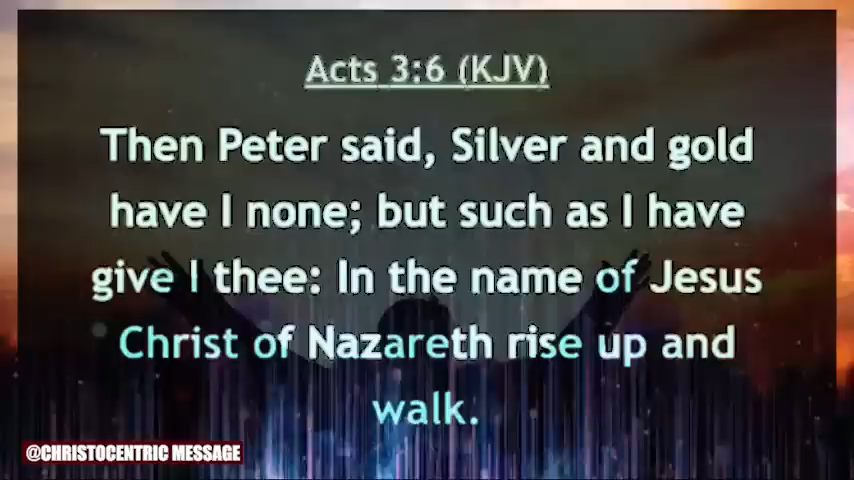 Acts 3:6 (KJV)
Then Peter said, Silver and gold
have I none; but such as I have
give I thee: In the name of Jesus
Christ of Nazareth rise up and
walk.
@CHRISTOCENTRIC MESSAGE